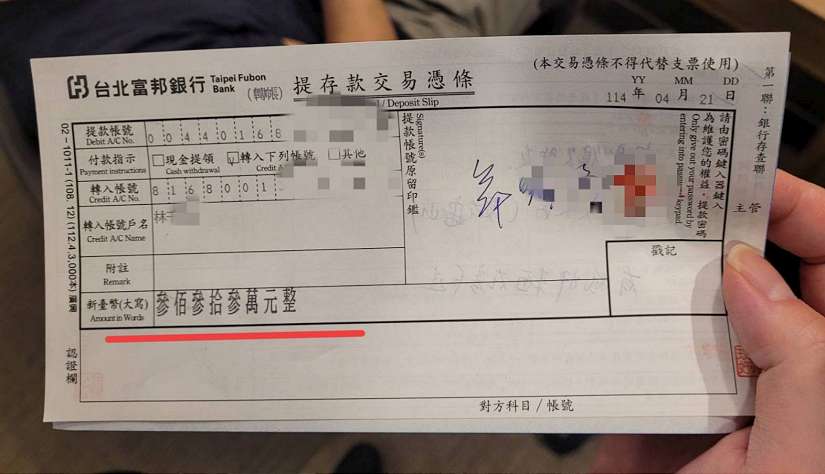 台北富邦銀行 Taipei Fubon Bank (轉帳) 提存款交易憑條
/ Deposit Slip
(本交易憑條不得代替支票使用)
YY MM DD
114 年 04 月 21 日
第一聯：銀行存查聯
主管
提款帳號
Debit A/C No.
0 0 4 4 0 1 6 8
付款指示
Payment instructions
現金提領
Cash withdrawal
V 轉入下列帳號
其他
轉入帳號
Credit A/C No.
8 1 6 8 0 0 1
轉入帳號戶名
Credit A/C Name
林
附註
Remark
新臺幣(大寫)
Amount in Words
參佰參拾參萬元整
Signature(s)
提款帳號原留印鑑
請由密碼鍵入器鍵入
為維護您的權益，提款密碼
Only give out your password by
keypad.
戳記
02-1011-1 (108.12) (112.4.3,000本)
認證欄
對方科目 / 帳號